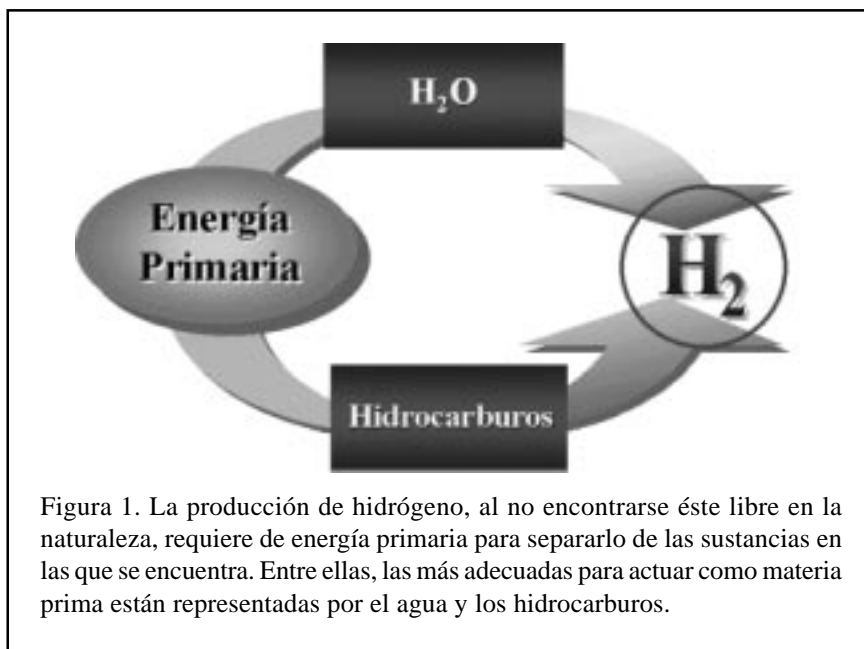 H₂O
Energía
Primaria
H₂
Hidrocarburos
Figura 1. La producción de hidrógeno, al no encontrarse éste libre en la
naturaleza, requiere de energía primaria para separarlo de las sustancias en
las que se encuentra. Entre ellas, las más adecuadas para actuar como materia
prima están representadas por el agua y los hidrocarburos.